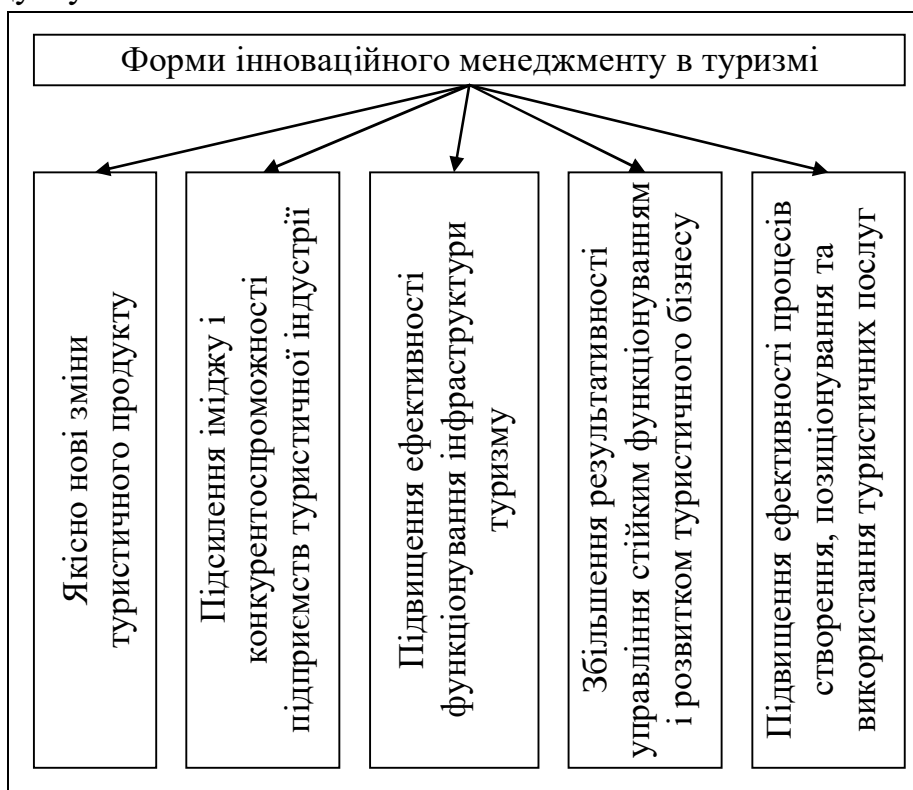 Форми інноваційного менеджменту в туризмі
Якісно нові зміни
туристичного продукту
Підсилення іміджу і
конкурентоспроможності
підприємств туристичної індустрії
Підвищення ефективності
функціонування інфраструктури
туризму
Збільшення результативності
управління стійким функціонуванням
і розвитком туристичного бізнесу
Підвищення ефективності процесів
створення, позиціонування та
використання туристичних послуг